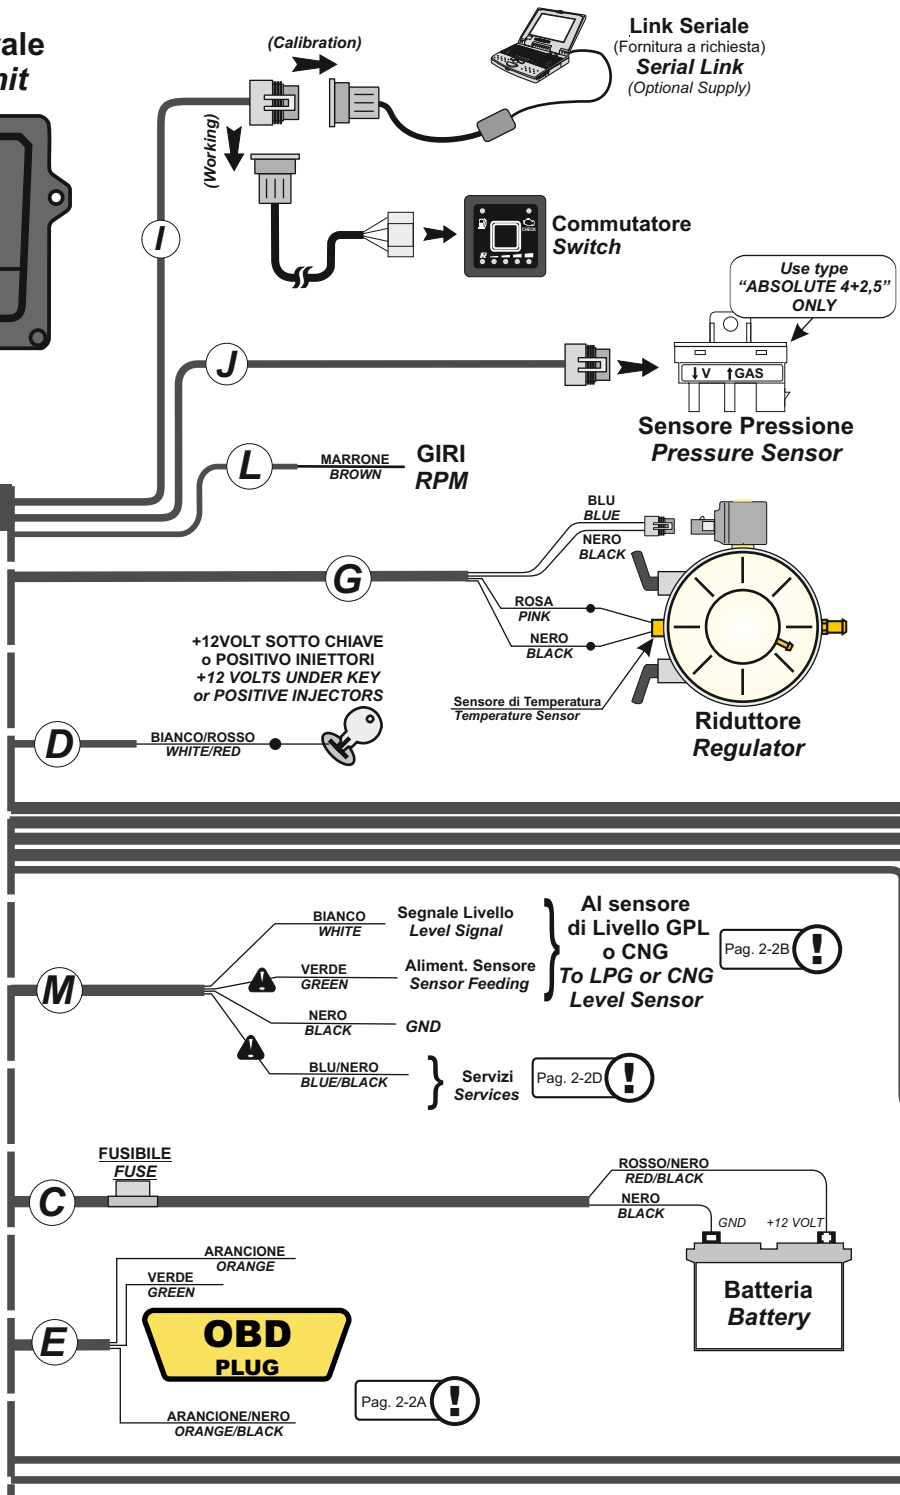 (Calibration)
Link Seriale
(Fornitura a richiesta)
Serial Link
(Optional Supply)
(Working)
CHECK
R
Commutatore
Switch
I
Use type
"ABSOLUTE 4+2,5"
ONLY
J
V GAS
Sensore Pressione
Pressure Sensor
L
MARRONE
BROWN
GIRI
RPM
BLU
BLUE
NERO
BLACK
G
ROSA
PINK
NERO
BLACK
+12VOLT SOTTO CHIAVE
o POSITIVO INIETTORI
+12 VOLTS UNDER KEY
or POSITIVE INJECTORS
Sensore di Temperatura
Temperature Sensor
Riduttore
Regulator
D
BIANCO/ROSSO
WHITE/RED
M
BIANCO
WHITE
Segnale Livello
Level Signal
VERDE
GREEN
Aliment. Sensore
Sensor Feeding
Al sensore
di Livello GPL
o CNG
To LPG or CNG
Level Sensor
Pag. 2-2B
!
NERO
BLACK
GND
BLU/NERO
BLUE/BLACK
Servizi
Services
Pag. 2-2D
!
FUSIBILE
FUSE
C
ROSSO/NERO
RED/BLACK
NERO
BLACK
GND
+12 VOLT
Batteria
Battery
E
ARANCIONE
ORANGE
VERDE
GREEN
OBD
PLUG
Pag. 2-2A
!
ARANCIONE/NERO
ORANGE/BLACK